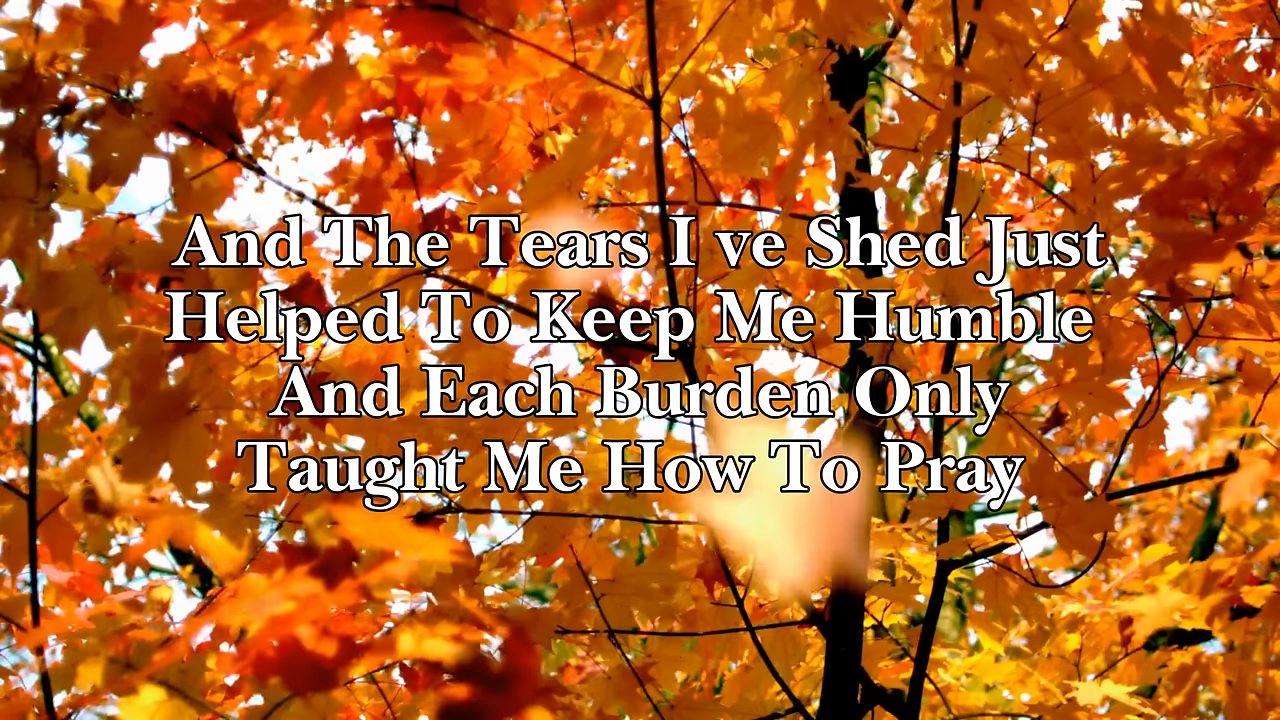 And The Tears I ve Shed Just
Helped To Keep Me Humble
And Each Burden Only
Taught Me How To Pray